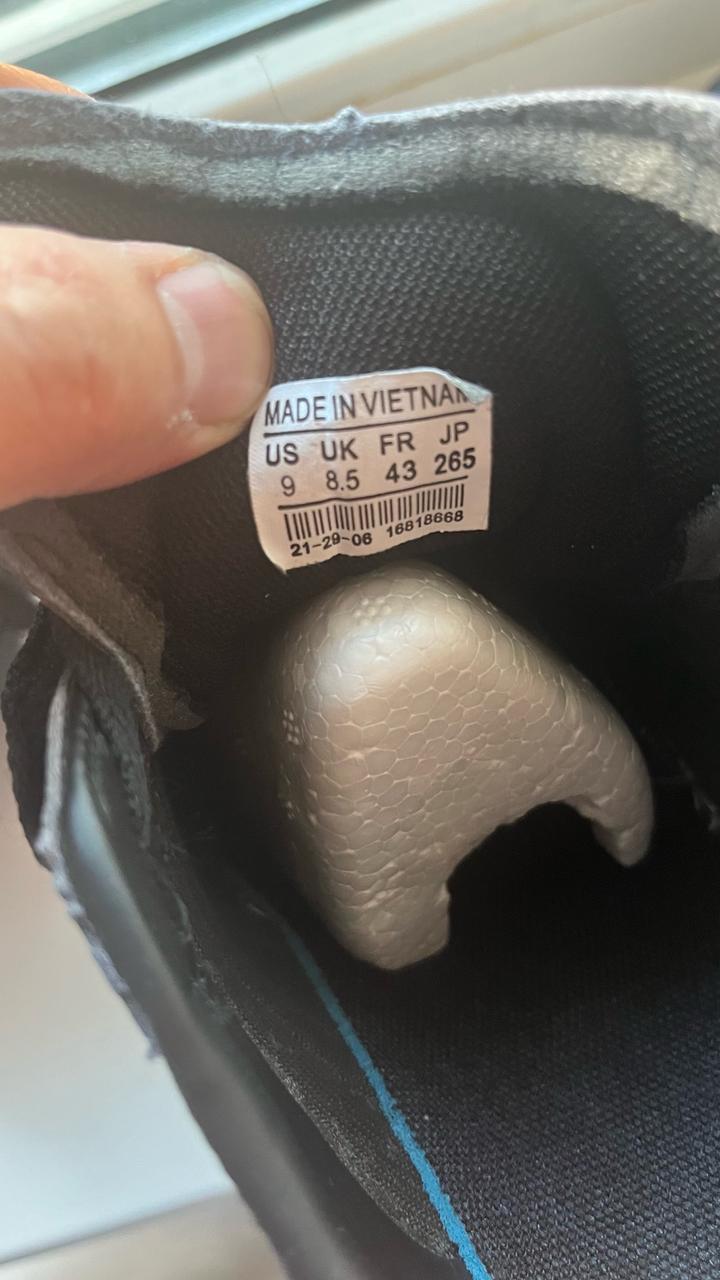 MADE IN VIETNAM
US UK FR JP
9 8.5 43 265
21-29-06 16818668